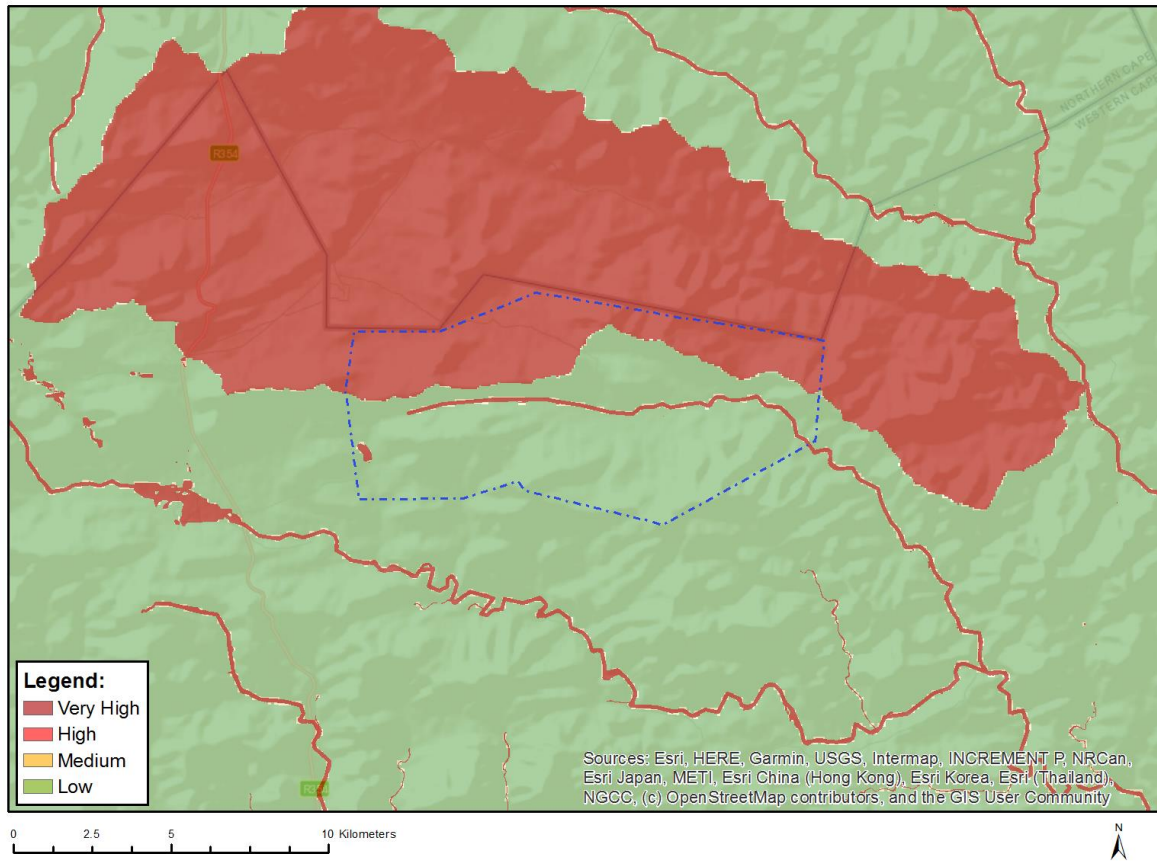 NORTHERN CAPE
WESTERN CAPE
R354
Legend:
Very High
High
Medium
Low
Sources: Esri, HERE, Garmin, USGS, Intermap, INCREMENT P, NRCan,
Esri Japan, METI, Esri China (Hong Kong), Esri Korea, Esri (Thailand),
NGCC, (c) OpenStreetMap contributors, and the GIS User Community
0 2.5 5 10 Kilometers
N